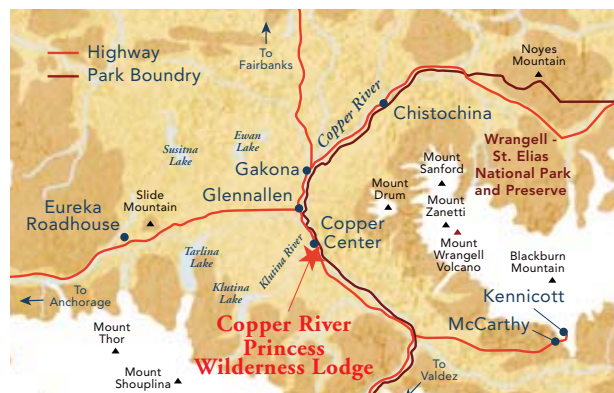 Highway
Park Boundry
To
Fairbanks
Noyes
Mountain
Copper River
Chistochina
Susitna
Lake
Ewan
Lake
Wrangell -
St. Elias
National Park
and Preserve
Gakona
Mount
Sanford
Mount
Drum
Mount
Zanetti
Mount
Wrangell
Volcano
Glennallen
Slide
Mountain
Eureka
Roadhouse
Copper
Center
Klutina River
Tarlina
Lake
Klutina
Lake
Blackburn
Mountain
Kennicott
McCarthy
To
Anchorage
Copper River
Princess
Wilderness Lodge
Mount
Thor
Mount
Shouplina
To
Valdez